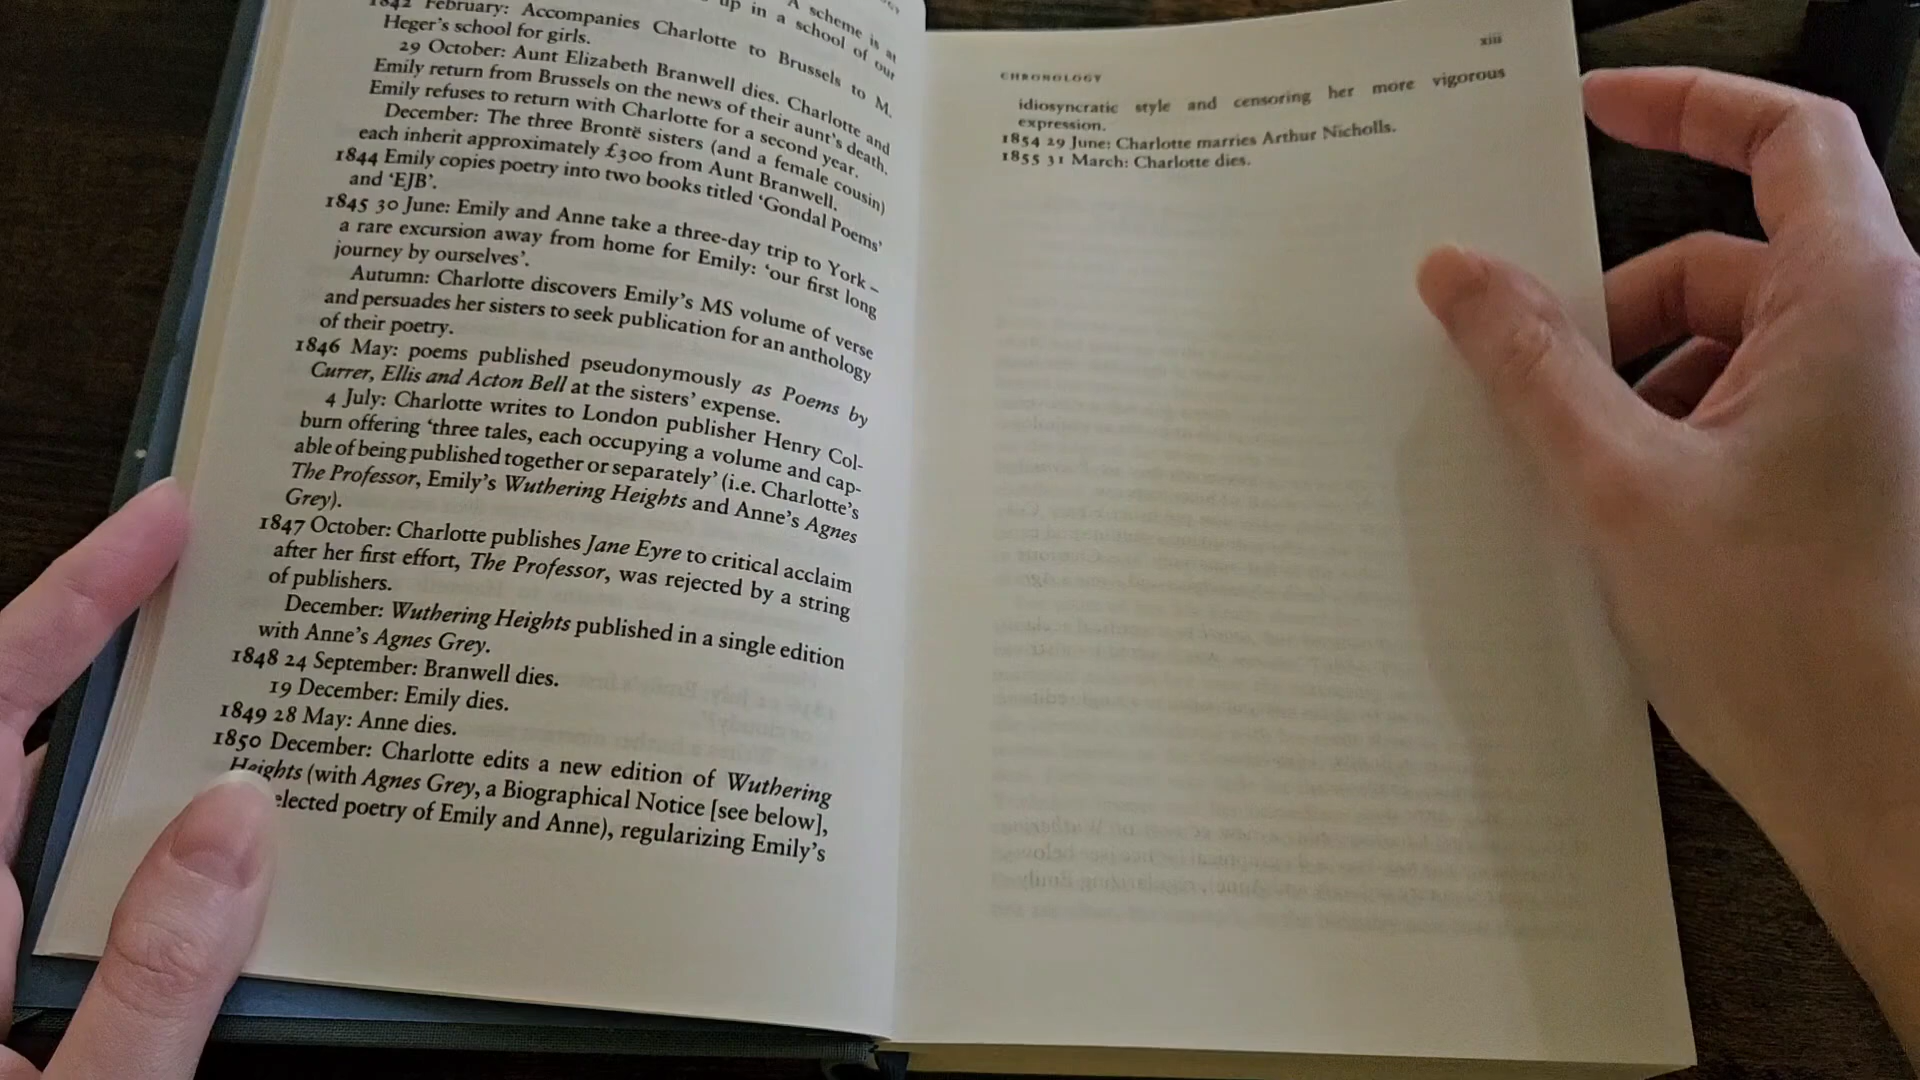 A scheme is at
up in a school of our
1842 February: Accompanies Charlotte to Brussels to M.
Heger's school for girls.
29 October: Aunt Elizabeth Branwell dies. Charlotte and
Emily return from Brussels on the news of their aunt's death.
Emily refuses to return with Charlotte for a second year.
December: The three Brontë sisters (and a female cousin)
each inherit approximately £300 from Aunt Branwell.
1844 Emily copies poetry into two books titled 'Gondal Poems'
and 'EJB'.
1845 30 June: Emily and Anne take a three-day trip to York –
a rare excursion away from home for Emily: 'our first long
journey by ourselves'.
Autumn: Charlotte discovers Emily's MS volume of verse
and persuades her sisters to seek publication for an anthology
of their poetry.
1846 May: poems published pseudonymously as Poems by
Currer, Ellis and Acton Bell at the sisters' expense.
4 July: Charlotte writes to London publisher Henry Col-
burn offering 'three tales, each occupying a volume and cap-
able of being published together or separately' (i.e. Charlotte's
The Professor, Emily's Wuthering Heights and Anne's Agnes
Grey).
1847 October: Charlotte publishes Jane Eyre to critical acclaim
after her first effort, The Professor, was rejected by a string
of publishers.
December: Wuthering Heights published in a single edition
with Anne's Agnes Grey.
1848 24 September: Branwell dies.
19 December: Emily dies.
1849 28 May: Anne dies.
1850 December: Charlotte edits a new edition of Wuthering
Heights (with Agnes Grey, a Biographical Notice [see below],
elected poetry of Emily and Anne), regularizing Emily's
CHRONOLOGY xiii
idiosyncratic style and censoring her more vigorous
expression.
1854 29 June: Charlotte marries Arthur Nicholls.
1855 31 March: Charlotte dies.